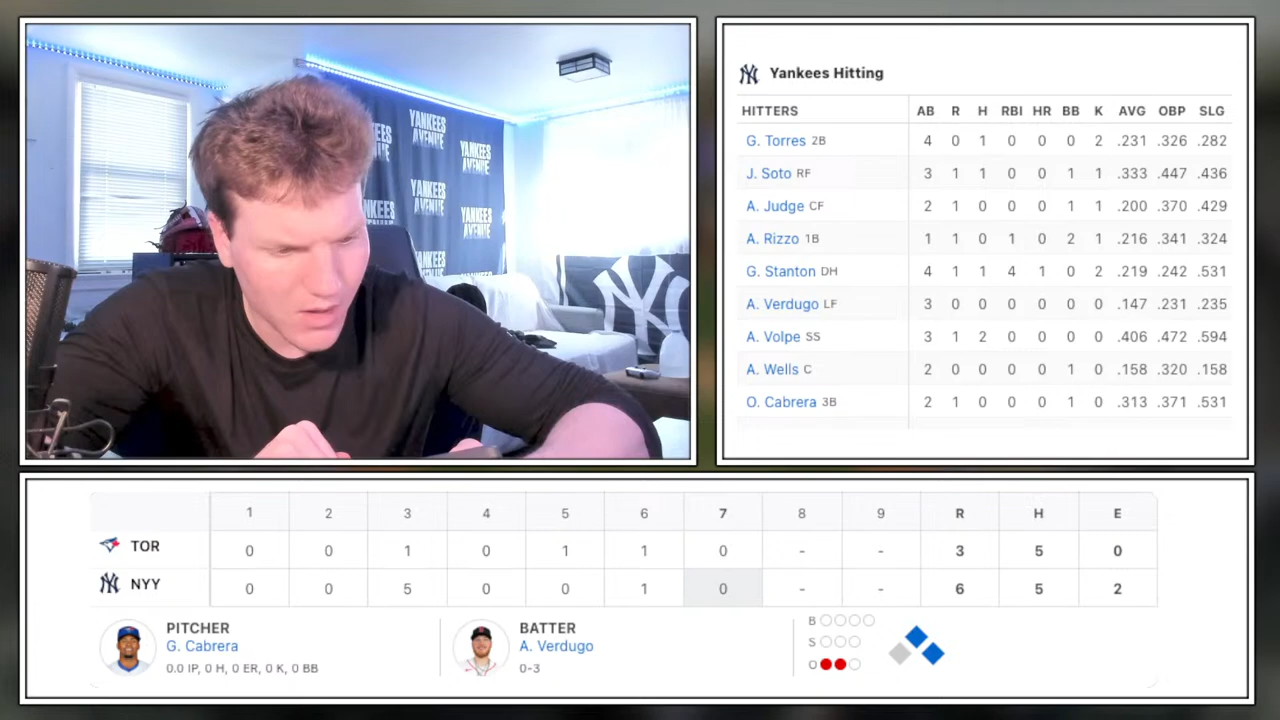 YANKEES
AVENUE
YANKEES
AVENUE
YANKEES
AVENUE
YANKEES
AVENUE
NY
Yankees Hitting
HITTERS AB H RBI HR BB K AVG OBP SLG
G. Torres 2B 4 0 1 0 0 0 2 .231 .326 .282
J. Soto RF 3 1 1 0 0 1 1 .333 .447 .436
A. Judge CF 2 1 0 0 0 1 1 .200 .370 .429
A. Rizzo 1B 1 1 0 1 0 2 1 .216 .341 .324
G. Stanton DH 4 1 1 4 1 0 2 .219 .242 .531
A. Verdugo LF 3 0 0 0 0 0 0 .147 .231 .235
A. Volpe SS 3 1 2 0 0 0 0 .406 .472 .594
A. Wells C 2 0 0 0 0 1 0 .158 .320 .158
O. Cabrera 3B 2 1 0 0 0 1 0 .313 .371 .531
1 2 3 4 5 6 7 8 9 R H E
TOR 0 0 1 0 1 1 0 - - 3 5 0
NYY 0 0 5 0 0 1 0 - - 6 5 2
PITCHER
G. Cabrera
0.0 IP, 0 H, 0 ER, 0 K, 0 BB
BATTER
A. Verdugo
0-3
B
S
O